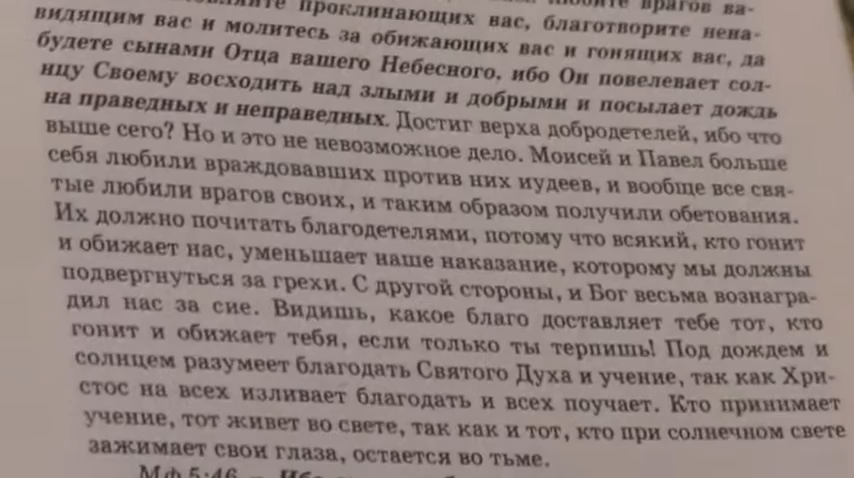 проклинающих вас, благотворите нена-
видящим вас и молитесь за обижающих вас и гонящих вас, да
будете сынами Отца вашего Небесного, ибо Он повелевает сол-
нцу Своему восходить над злыми и добрыми и посылает дождь
на праведных и неправедных. Достиг верха добродетелей, ибо что
выше сего? Но и это не невозможное дело. Моисей и Павел больше
себя любили враждовавших против них иудеев, и вообще все свя-
тые любили врагов своих, и таким образом получили обетования.
Их должно почитать благодетелями, потому что всякий, кто гонит
и обижает нас, уменьшает наше наказание, которому мы должны
подвергнуться за грехи. С другой стороны, и Бог весьма вознагра-
дил нас за сие. Видишь, какое благо доставляет тебе тот, кто
гонит и обижает тебя, если только ты терпишь! Под дождем и
солнцем разумеет благодать Святого Духа и учение, так как Хри-
стос на всех изливает благодать и всех поучает. Кто принимает
учение, тот живет во свете, так как и тот, кто при солнечном свете
зажимает свои глаза, остается во тьме.
Мф 5:46